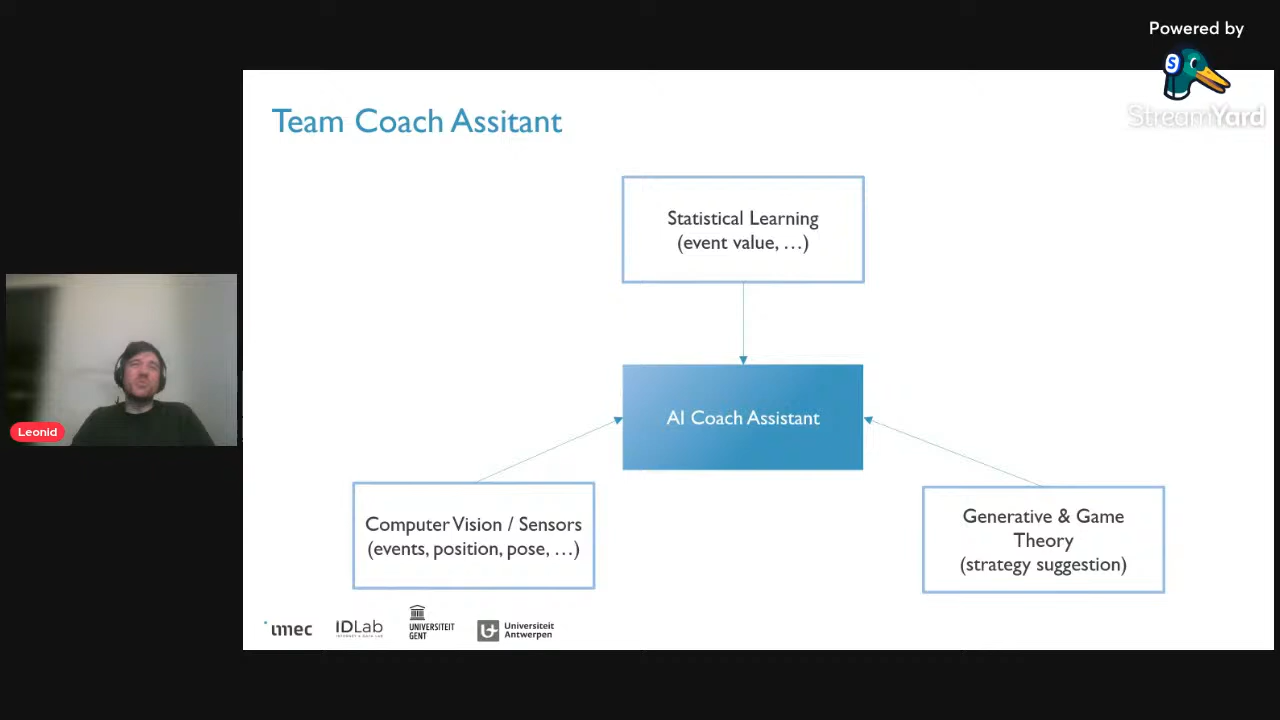 Powered by
S
StreamYard
Team Coach Assitant
Statistical Learning
(event value, …)
AI Coach Assistant
Computer Vision / Sensors
(events, position, pose, …)
Generative & Game
Theory
(strategy suggestion)
Leonid
imec
IDLab
UNIVERSITEIT
GENT
Universiteit
Antwerpen